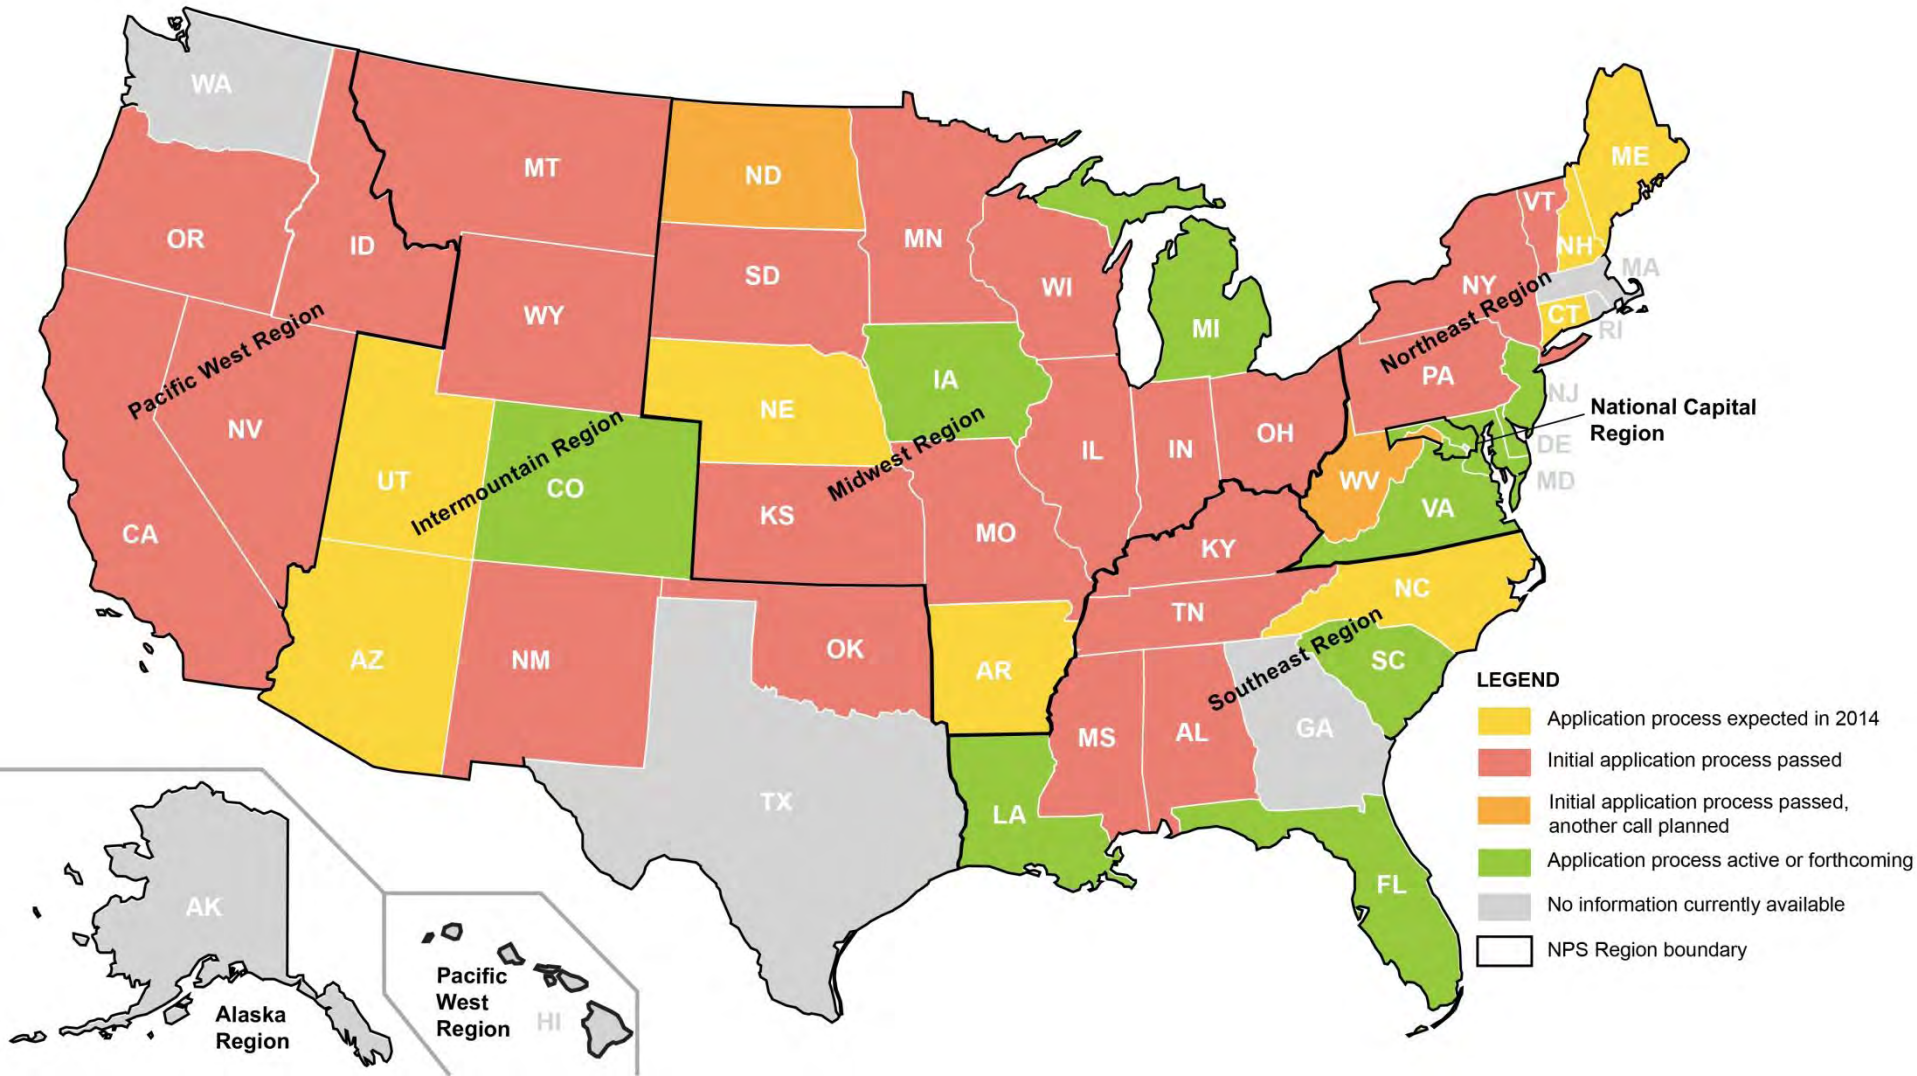 WA
MT
ND
ME
OR
ID
MN
VT
SD
WI
NH
MA
WY
NY
MI
CT
RI
Pacific West Region
Northeast Region
IA
PA
NE
NJ
National Capital
Region
NV
OH
IL
IN
DE
UT
Intermountain Region
CO
Midwest Region
WV
MD
VA
KS
CA
MO
KY
NC
TN
AZ
NM
OK
AR
Southeast Region
SC
GA
MS
AL
TX
LA
FL
AK
HI
Alaska
Region
Pacific
West
Region
LEGEND
Application process expected in 2014
Initial application process passed
Initial application process passed,
another call planned
Application process active or forthcoming
No information currently available
NPS Region boundary